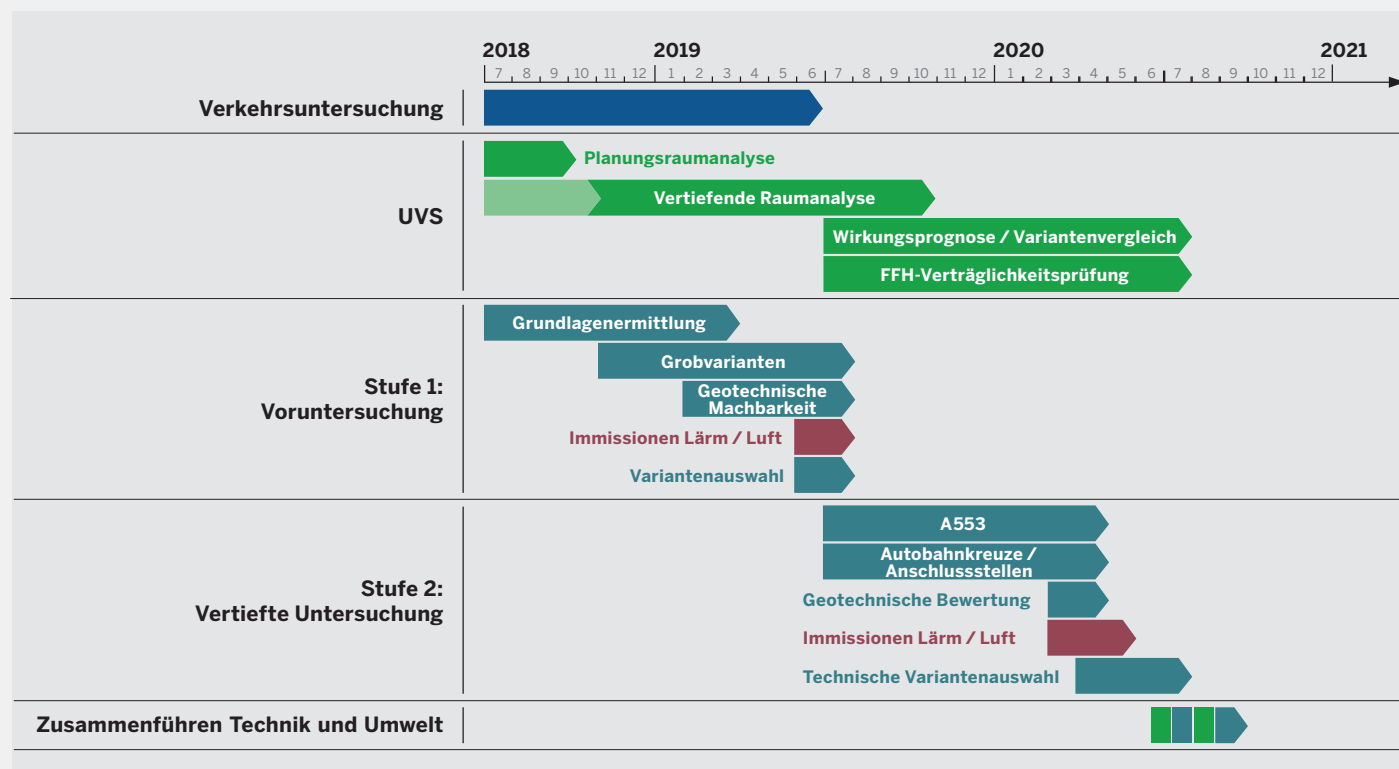 2018 2019 2020 2021
7 8 9 10 11 12 1 2 3 4 5 6 7 8 9 10 11 12 1 2 3 4 5 6 7 8 9 10 11 12
Verkehrsuntersuchung
UVS
Planungsraumanalyse
Vertiefende Raumanalyse
Wirkungsprognose / Variantenvergleich
FFH-Verträglichkeitsprüfung
Stufe 1:
Voruntersuchung
Grundlagenermittlung
Grobvarianten
Geotechnische
Machbarkeit
Immissionen Lärm / Luft
Variantenauswahl
Stufe 2:
Vertiefte Untersuchung
A553
Autobahnkreuze /
Anschlussstellen
Geotechnische Bewertung
Immissionen Lärm / Luft
Technische Variantenauswahl
Zusammenführen Technik und Umwelt